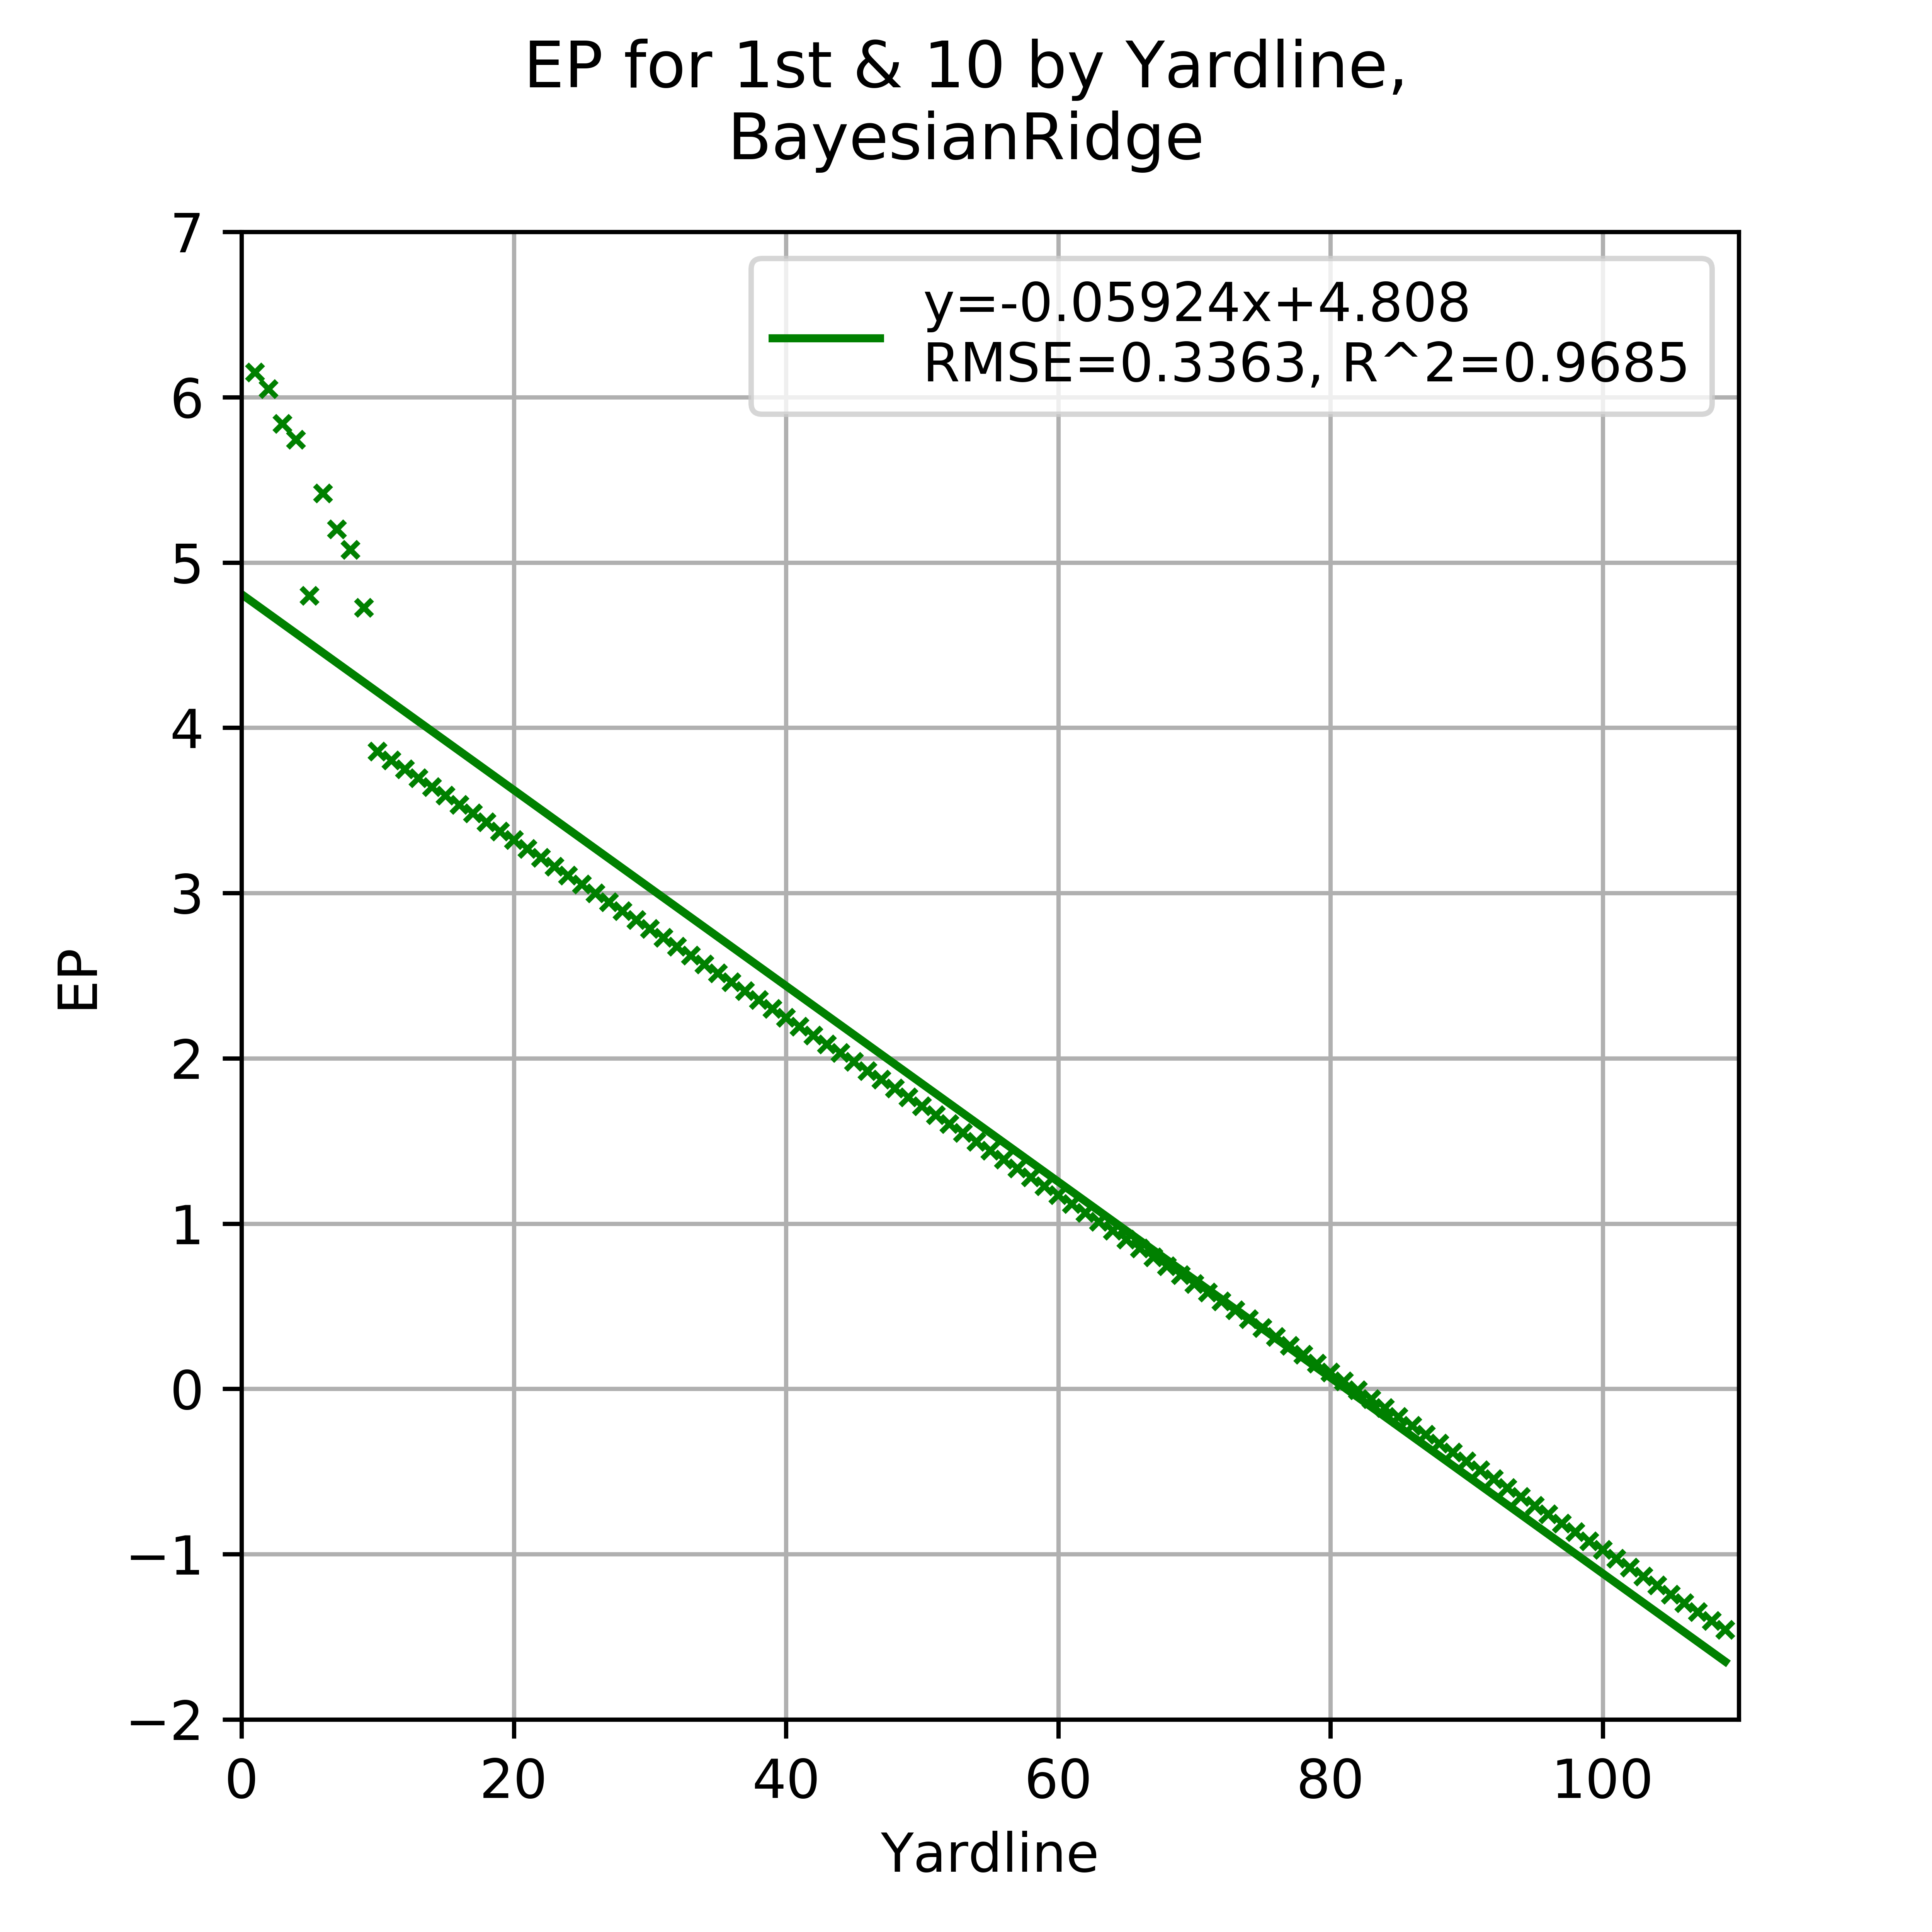 EP for 1st & 10 by Yardline,
BayesianRidge
y=-0.05924x+4.808
RMSE=0.3363, R^2=0.9685
7
6
5
4
3
2
1
0
−1
−2
EP
0 20 40 60 80 100
Yardline